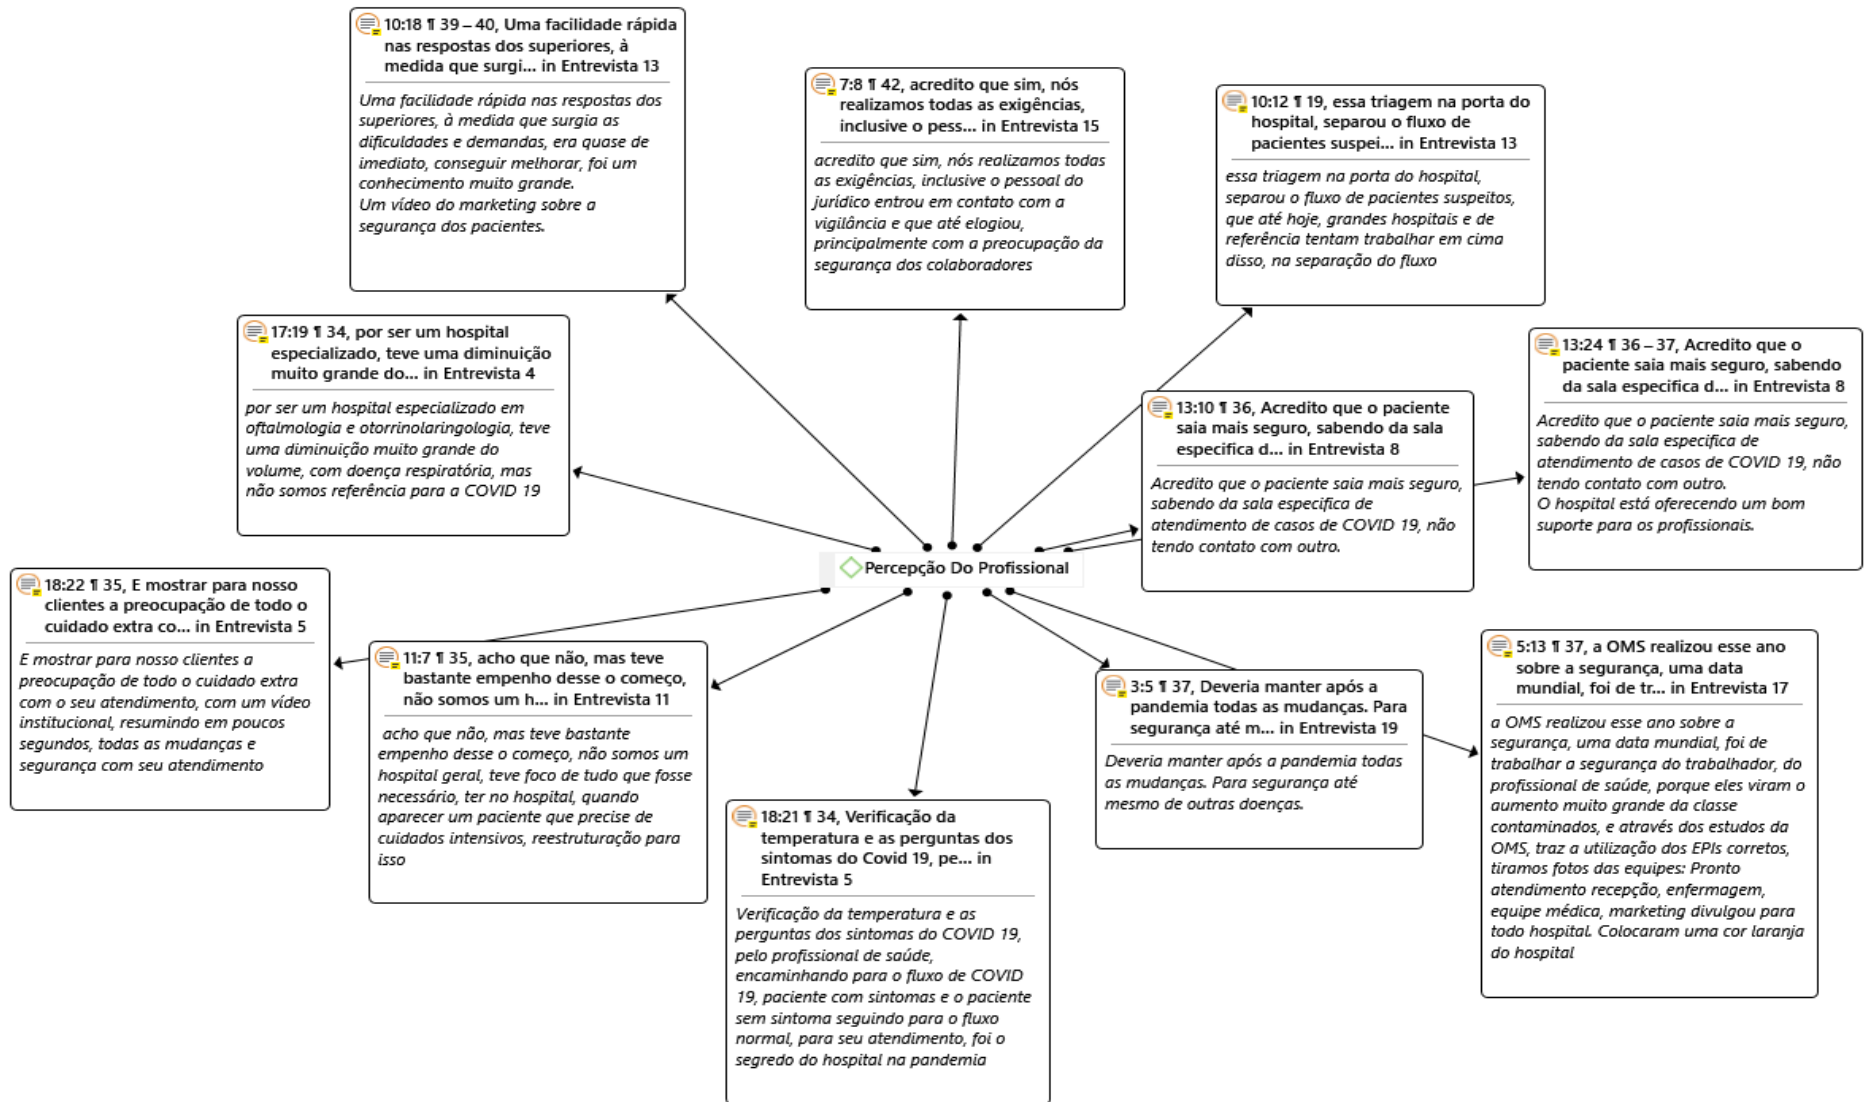 10:18 ¶ 39 – 40, Uma facilidade rápida
nas respostas dos superiores, à
medida que surgi... in Entrevista 13
Uma facilidade rápida nas respostas dos
superiores, à medida que surgia as
dificuldades e demandas, era quase de
imediato, conseguir melhorar, foi um
conhecimento muito grande.
Um vídeo do marketing sobre a
segurança dos pacientes.
7:8 ¶ 42, acredito que sim, nós
realizamos todas as exigências,
inclusive o pess... in Entrevista 15
acredito que sim, nós realizamos todas
as exigências, inclusive o pessoal do
jurídico entrou em contato com a
vigilância e que até elogiou,
principalmente com a preocupação da
segurança dos colaboradores
10:12 ¶ 19, essa triagem na porta do
hospital, separou o fluxo de
pacientes suspei... in Entrevista 13
essa triagem na porta do hospital,
separou o fluxo de pacientes suspeitos,
que até hoje, grandes hospitais e de
referência tentam trabalhar em cima
disso, na separação do fluxo
17:19 ¶ 34, por ser um hospital
especializado, teve uma diminuição
muito grande do... in Entrevista 4
por ser um hospital especializado em
oftalmologia e otorrinolaringologia, teve
uma diminuição muito grande do
volume, com doença respiratória, mas
não somos referência para a COVID 19
13:24 ¶ 36 – 37, Acredito que o
paciente saia mais seguro, sabendo
da sala especifica d... in Entrevista 8
Acredito que o paciente saia mais seguro,
sabendo da sala especifica de
atendimento de casos de COVID 19, não
tendo contato com outro.
O hospital está oferecendo um bom
suporte para os profissionais.
13:10 ¶ 36, Acredito que o paciente
saia mais seguro, sabendo da sala
especifica d... in Entrevista 8
Acredito que o paciente saia mais seguro,
sabendo da sala especifica de
atendimento de casos de COVID 19, não
tendo contato com outro.
Percepção Do Profissional
18:22 ¶ 35, E mostrar para nosso
clientes a preocupação de todo o
cuidado extra co... in Entrevista 5
E mostrar para nosso clientes a
preocupação de todo o cuidado extra
com o seu atendimento, com um vídeo
institucional, resumindo em poucos
segundos, todas as mudanças e
segurança com seu atendimento
11:7 ¶ 35, acho que não, mas teve
bastante empenho desse o começo,
não somos um h... in Entrevista 11
acho que não, mas teve bastante
empenho desse o começo, não somos um
hospital geral, teve foco de tudo que fosse
necessário, ter no hospital, quando
aparecer um paciente que precise de
cuidados intensivos, reestruturação para
isso
18:21 ¶ 34, Verificação da
temperatura e as perguntas dos
sintomas do Covid 19, pe... in
Entrevista 5
Verificação da temperatura e as
perguntas dos sintomas do COVID 19,
pelo profissional de saúde,
encaminhando para o fluxo de COVID
19, paciente com sintomas e o paciente
sem sintoma seguindo para o fluxo
normal, para seu atendimento, foi o
segredo do hospital na pandemia
3:5 ¶ 37, Deveria manter após a
pandemia todas as mudanças. Para
segurança até m... in Entrevista 19
Deveria manter após a pandemia todas
as mudanças. Para segurança até
mesmo de outras doenças.
5:13 ¶ 37, a OMS realizou esse ano
sobre a segurança, uma data
mundial, foi de tr... in Entrevista 17
a OMS realizou esse ano sobre a
segurança, uma data mundial, foi de
trabalhar a segurança do trabalhador, do
profissional de saúde, porque eles viram o
aumento muito grande da classe
contaminados, e através dos estudos da
OMS, traz a utilização dos EPIs corretos,
tiramos fotos das equipes: Pronto
atendimento recepção, enfermagem,
equipe médica, marketing divulgou para
todo hospital. Colocaram uma cor laranja
do hospital